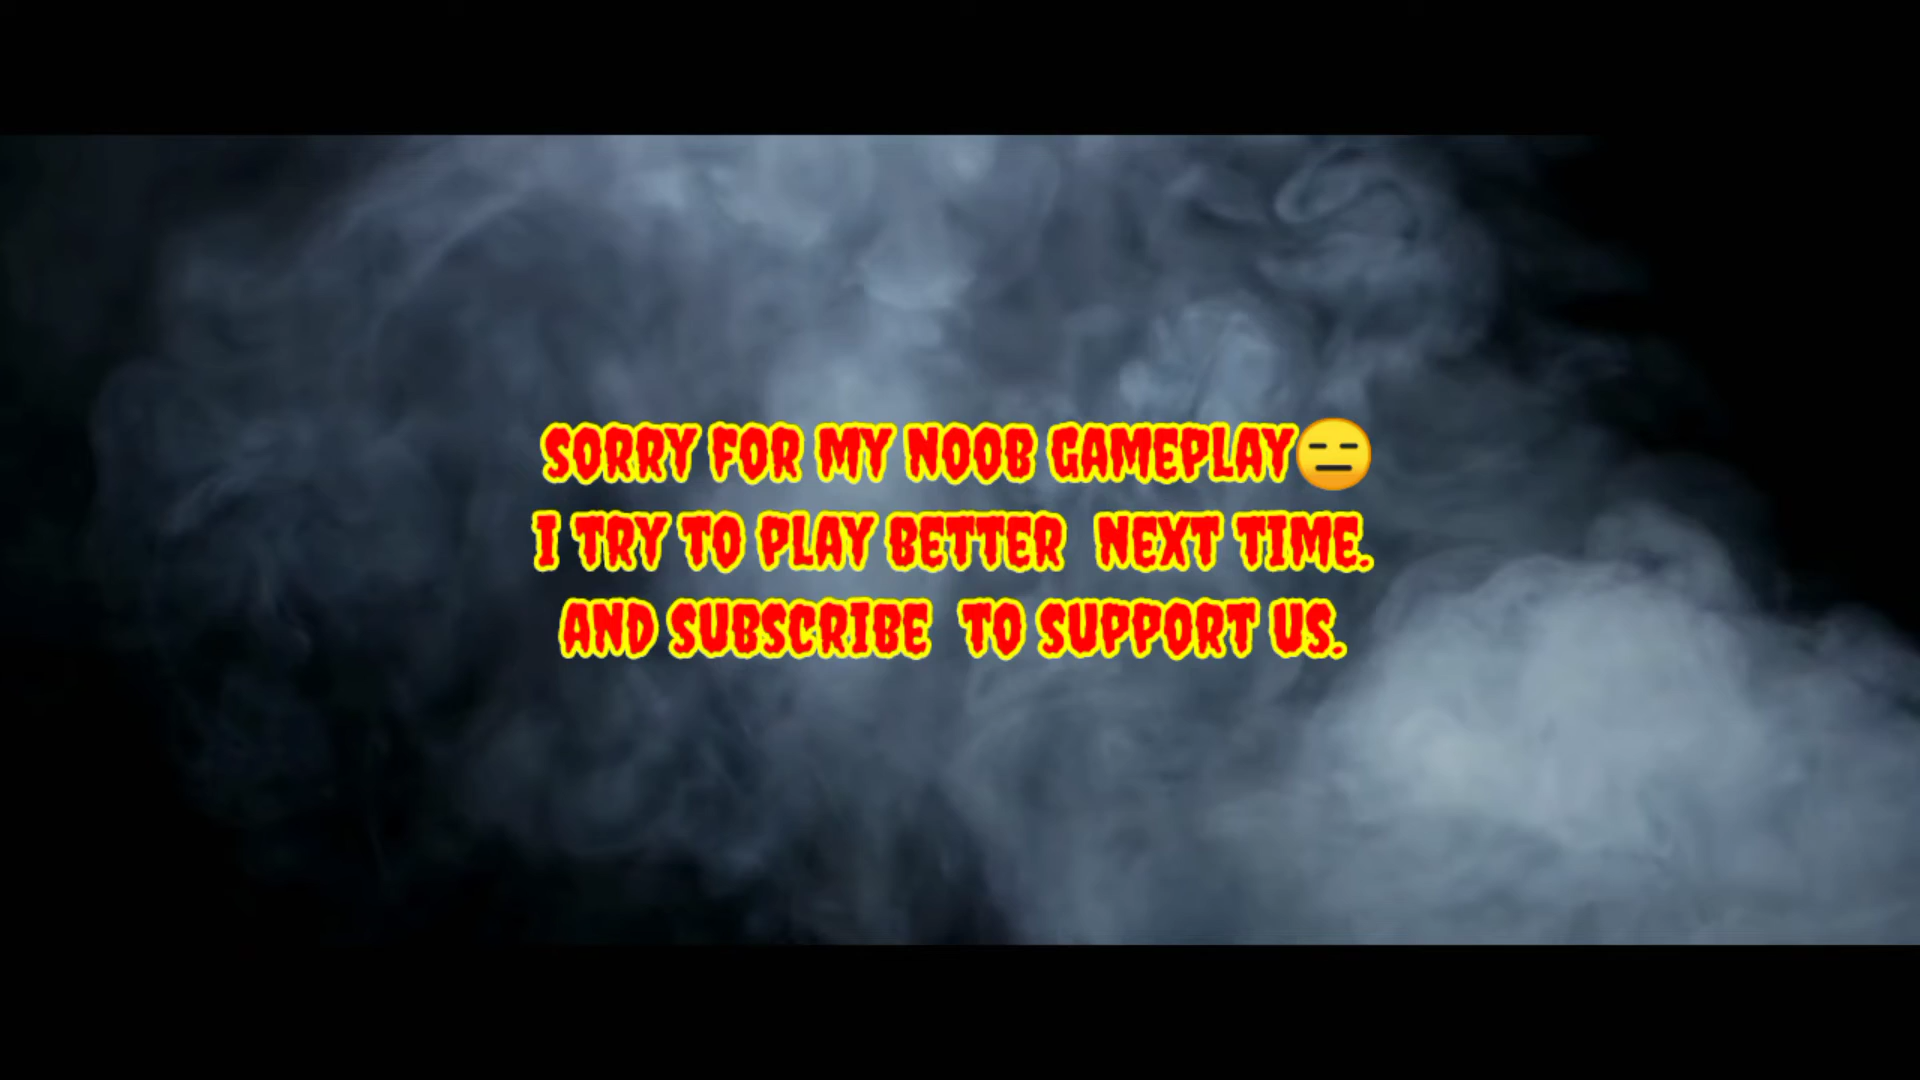 SORRY FOR MY NOOB GAMEPLAY😑
I TRY TO PLAY BETTER  NEXT TIME.
AND SUBSCRIBE  TO SUPPORT US.